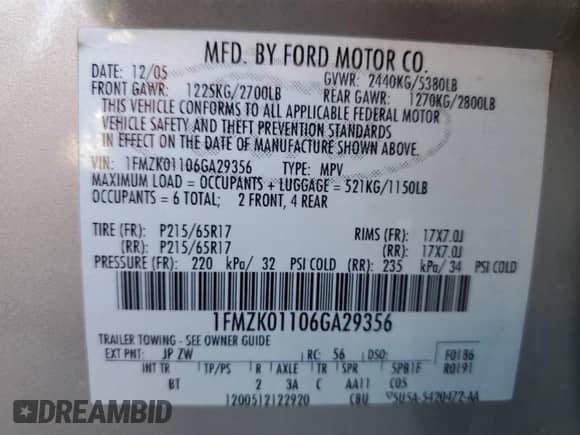 MFD. BY FORD MOTOR CO.
DATE: 12/05 GVWR: 2440KG/5380LB
FRONT GAWR: 1225KG/2700LB REAR GAWR: 1270KG/2800LB
THIS VEHICLE CONFORMS TO ALL APPLICABLE FEDERAL MOTOR
VEHICLE SAFETY AND THEFT PREVENTION STANDARDS
IN EFFECT ON THE DATE OF MANUFACTURE SHOWN ABOVE.
VIN: 1FMZK01106GA29356 TYPE: MPV
MAXIMUM LOAD = OCCUPANTS + LUGGAGE = 521KG/1150LB
OCCUPANTS = 6 TOTAL; 2 FRONT, 4 REAR
TIRE (FR): P215/65R17 RIMS (FR): 17X7.0J
(RR): P215/65R17 (RR): 17X7.0J
PRESSURE (FR): 220 kPa/ 32 PSI COLD (RR): 235 kPa/ 34 PSI COLD
1FMZK01106GA29356
TRAILER TOWING - SEE OWNER GUIDE
EXT PNT: JP ZW RC: 56 DSO: F0186
INT TR TP/PS R AXLE TR SPR SPB1F R0191
BT 2 3A C AA11 C05
1200512122920 CBU 5U5A-5420472-AA
DREAMBID